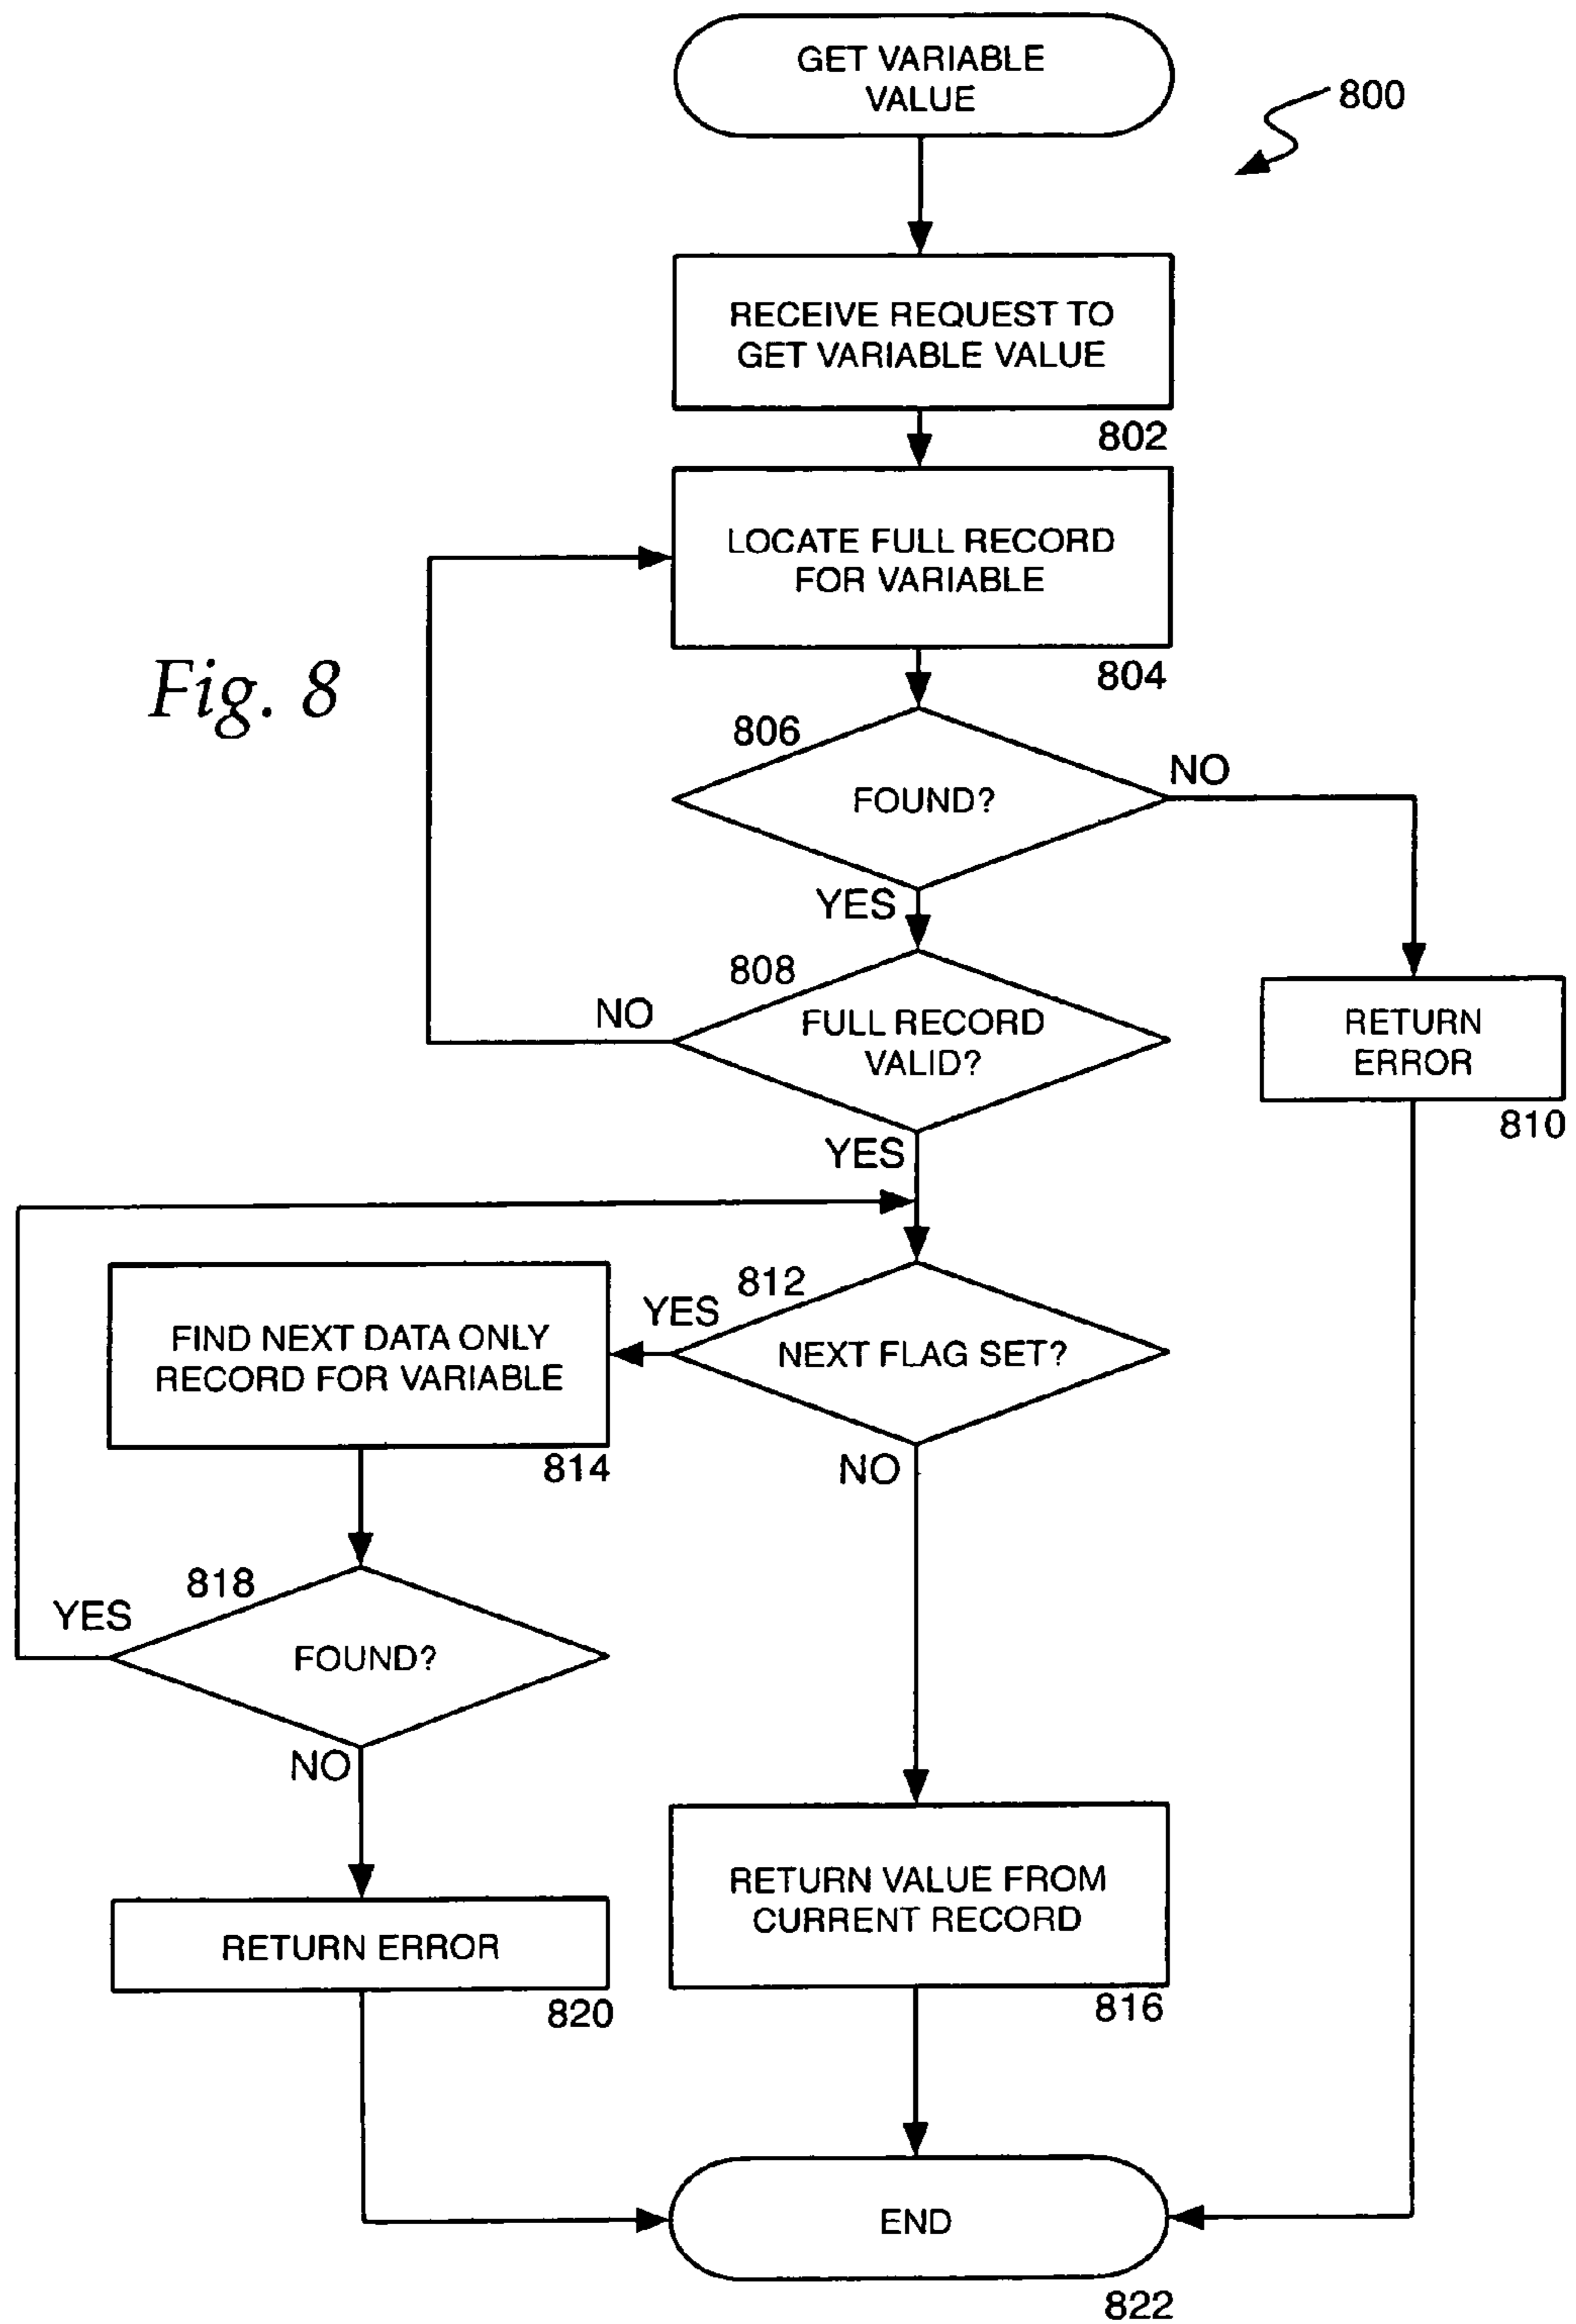 GET VARIABLE
VALUE
800
RECEIVE REQUEST TO
GET VARIABLE VALUE
802
LOCATE FULL RECORD
FOR VARIABLE
804
Fig. 8
806
FOUND?
NO
YES
808
FULL RECORD
VALID?
NO
RETURN
ERROR
810
YES
812
NEXT FLAG SET?
YES
FIND NEXT DATA ONLY
RECORD FOR VARIABLE
814
NO
818
YES
FOUND?
NO
RETURN VALUE FROM
CURRENT RECORD
816
RETURN ERROR
820
END
822